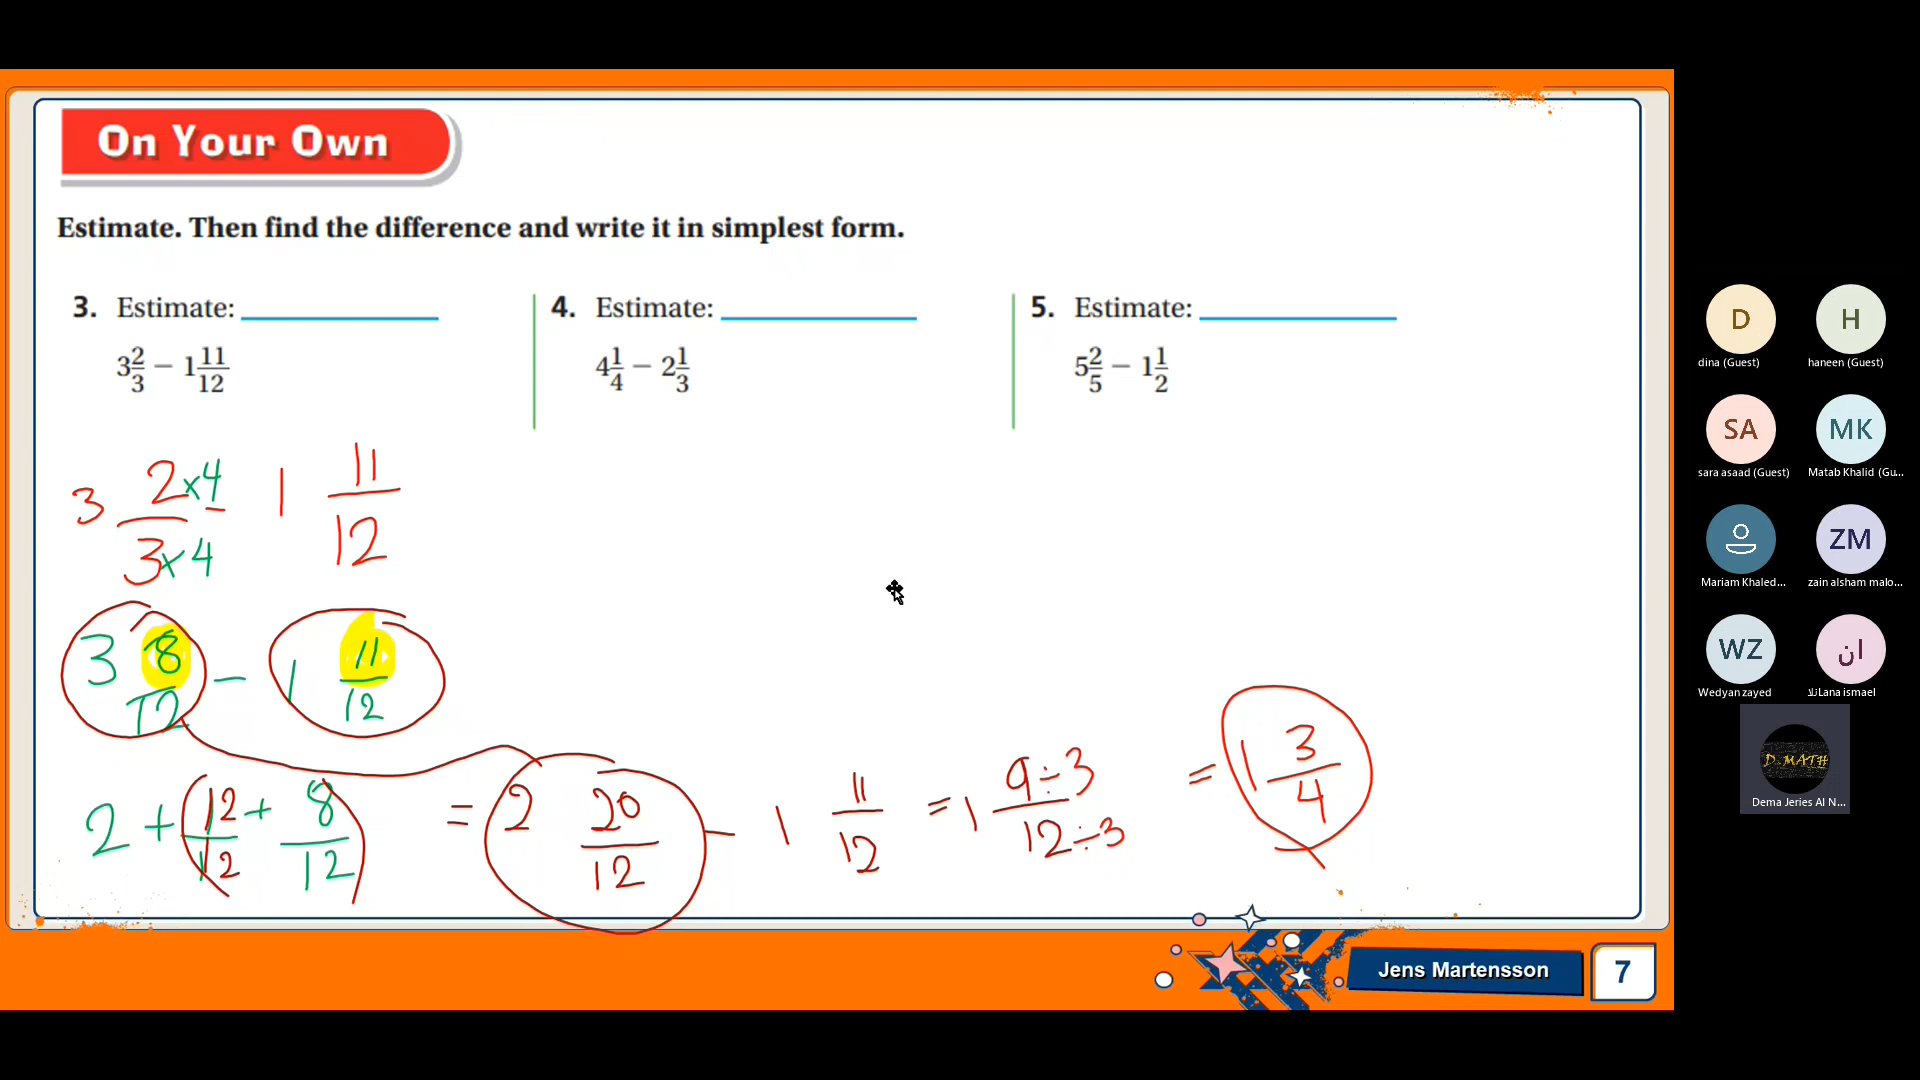 On Your Own
Estimate. Then find the difference and write it in simplest form.
3. Estimate:
3 2/3 − 1 11/12
4. Estimate:
4 1/4 − 2 1/3
5. Estimate:
5 2/5 − 1 1/2
3 2×4/3×4 1 11/12
3 8/12 − 1 11/12
2 + (12/12 + 8/12) = 2 20/12 − 1 11/12 = 1 9÷3/12÷3 = 1 3/4
Jens Martensson
7
D
dina (Guest)
H
haneen (Guest)
SA
sara asaad (Guest)
MK
Matab Khalid (Gu...
Mariam Khaled...
ZM
zain alsham malo...
WZ
Wedyan zayed
ان
Lana ismael
D.MATH
Dema Jeries Al N...